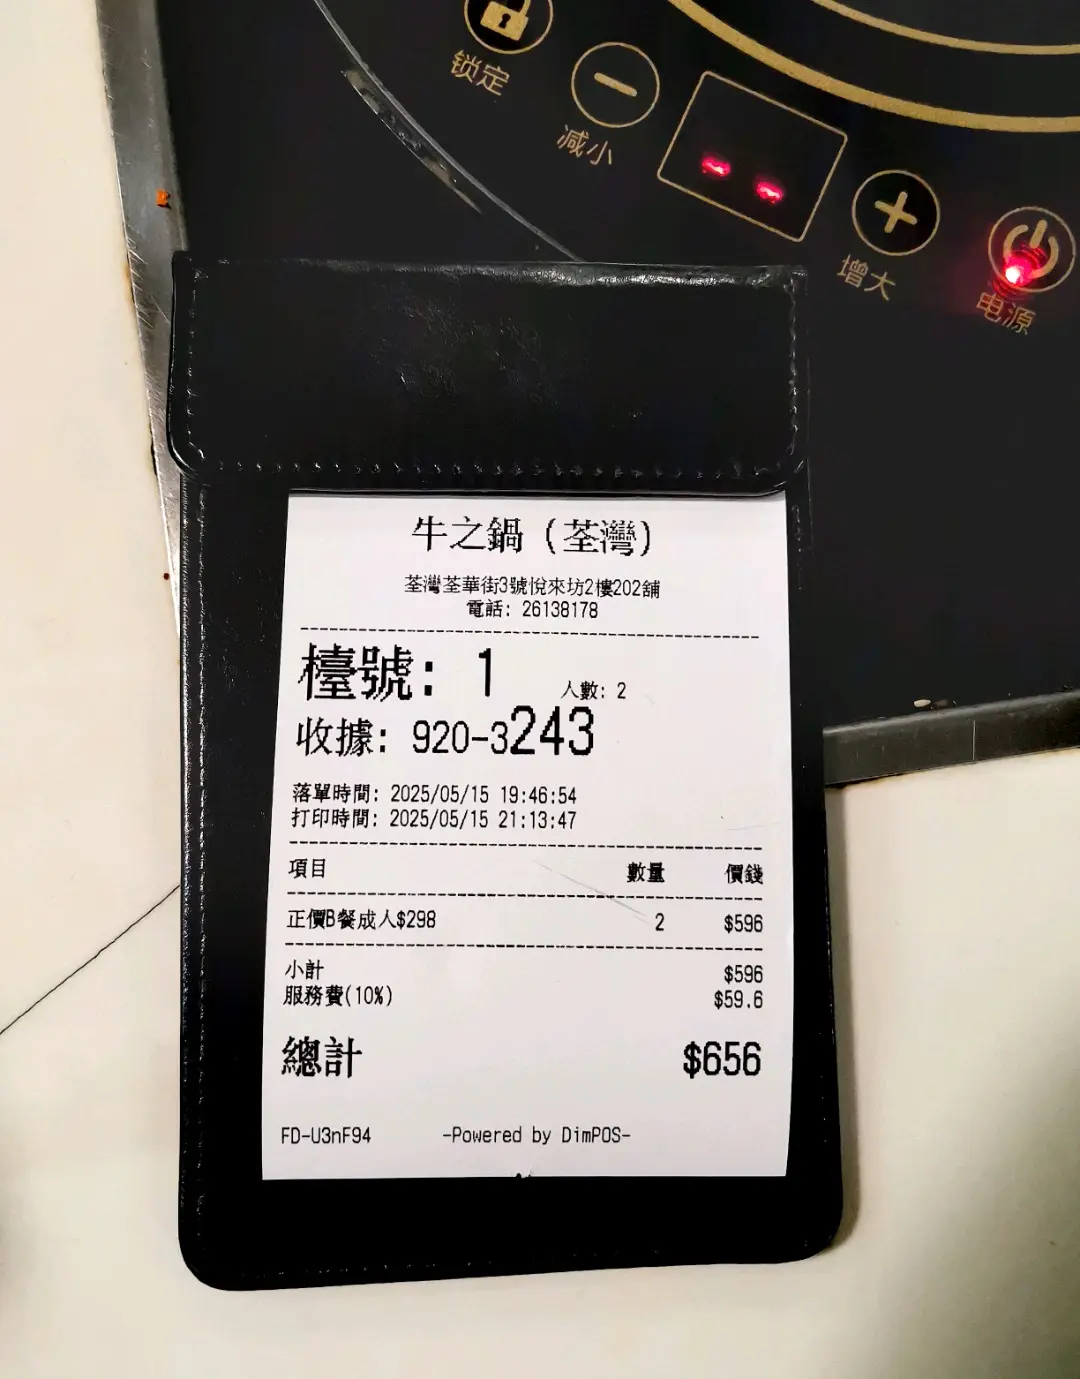 锁定
减小
增大
电源
牛之鍋（荃灣）
荃灣荃華街3號悅來坊2樓202舖
電話: 26138178
檯號: 1 人數: 2
收據: 920-3243
落單時間: 2025/05/15 19:46:54
打印時間: 2025/05/15 21:13:47
項目 數量 價錢
正價B餐成人$298 2 $596
小計 $596
服務費(10%) $59.6
總計 $656
FD-U3nF94 -Powered by DimPOS-